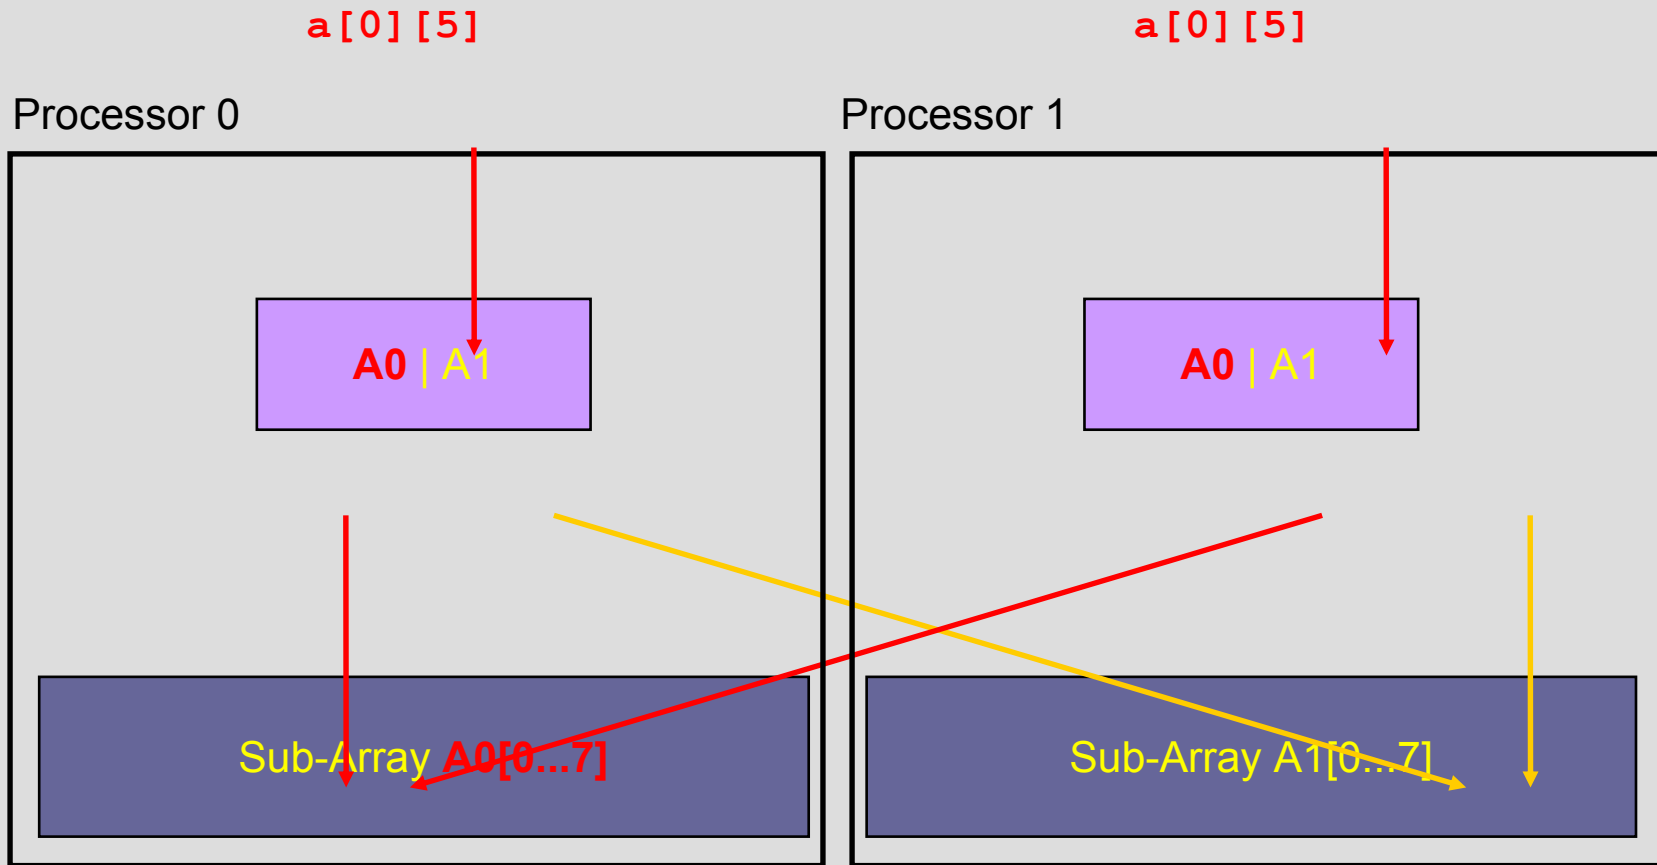 a[0][5]
a[0][5]
Processor 0
Processor 1
A0 | A1
A0 | A1
Sub-Array A0[0...7]
Sub-Array A1[0...7]